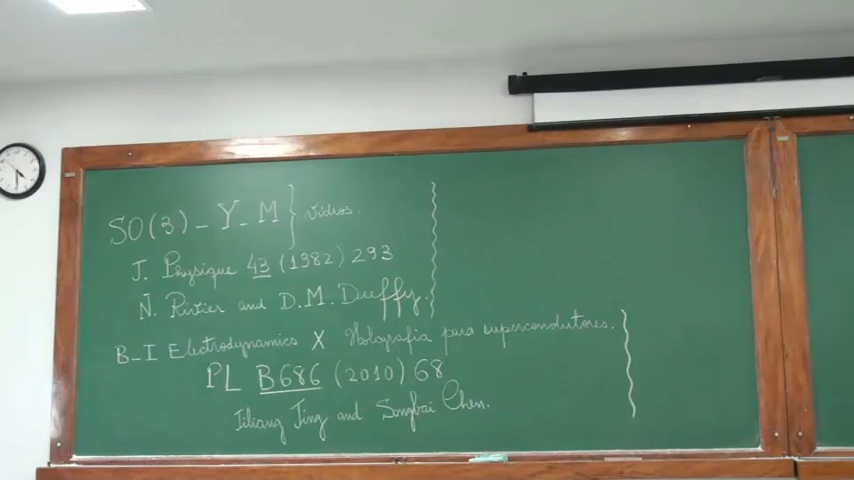 SO(3)_Y_M } vidros.
J. Physique 43 (1982) 293
N. Rivier and D.M. Duffy.
B-I Electrodynamics X Holografia para supercondutores.
PL B686 (2010) 68
Jiliang Jing and Songbai Chen.